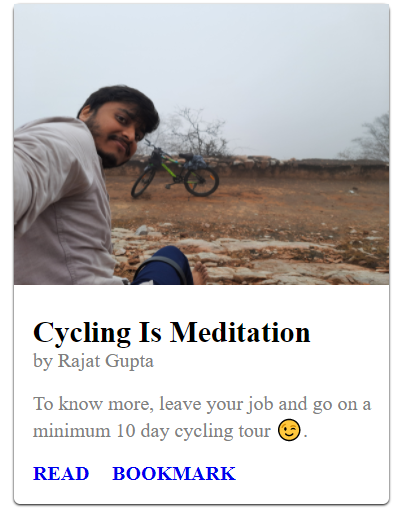 Cycling Is Meditation
by Rajat Gupta
To know more, leave your job and go on a
minimum 10 day cycling tour 😉.
READ BOOKMARK